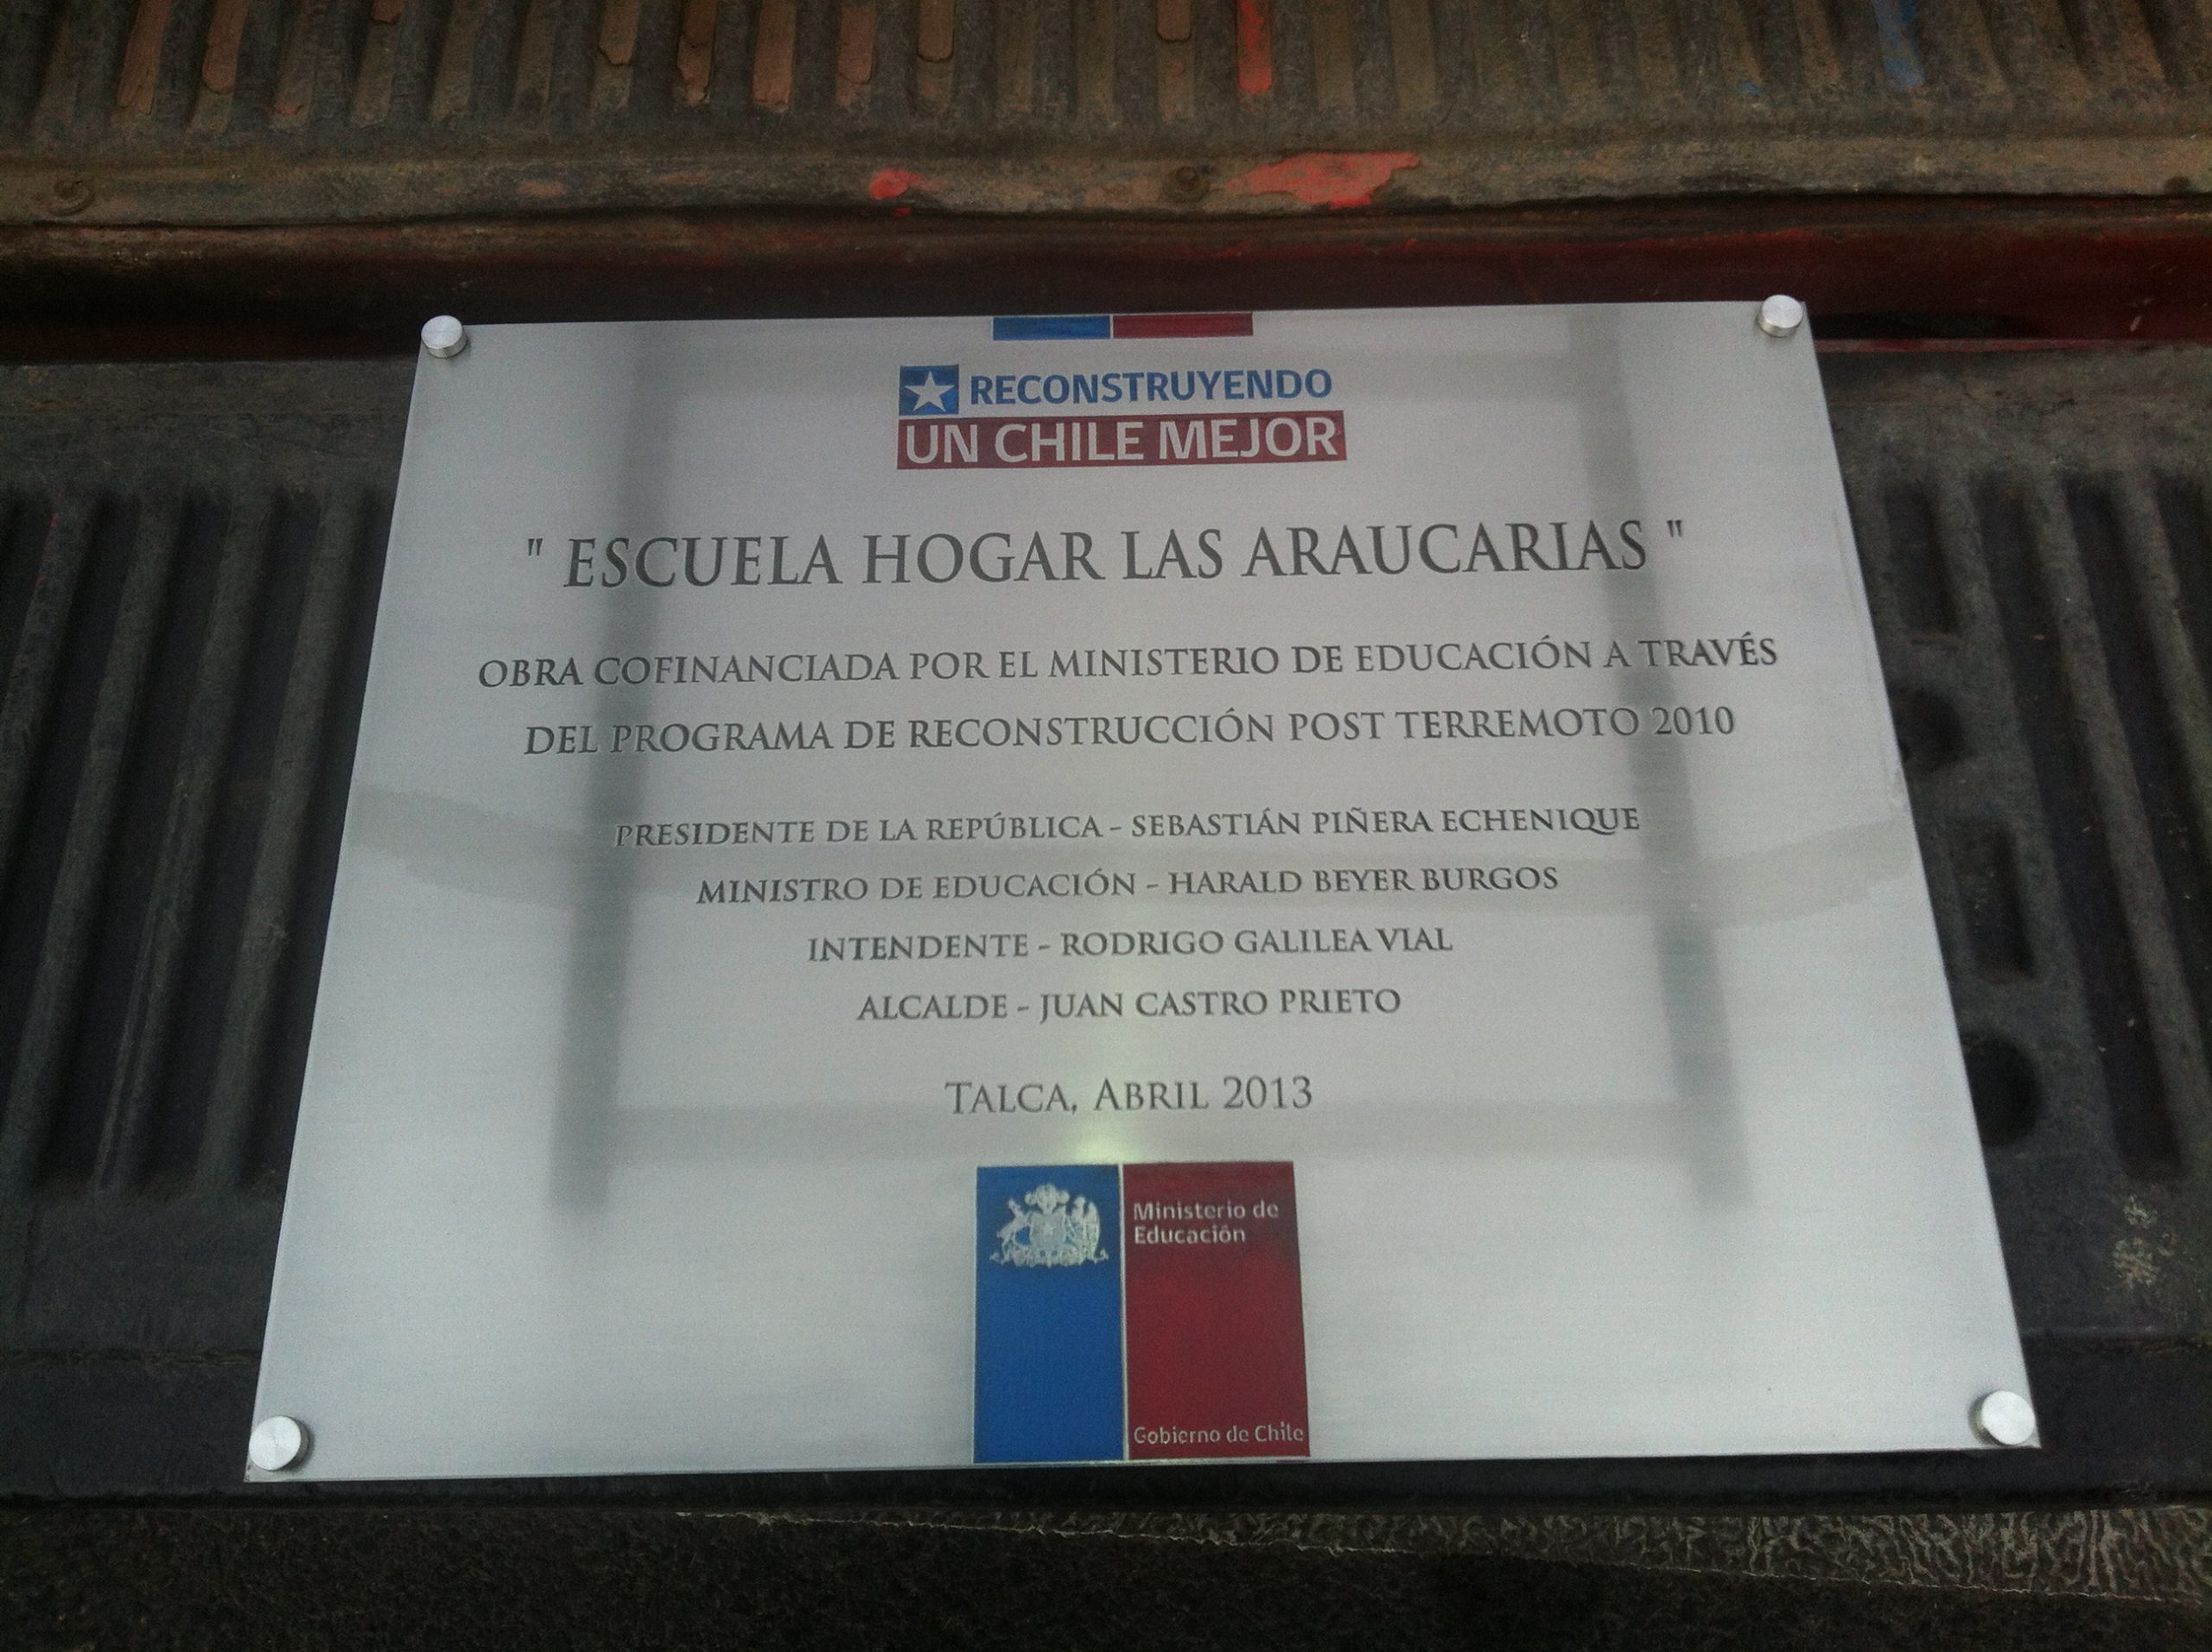 RECONSTRUYENDO
UN CHILE MEJOR
" ESCUELA HOGAR LAS ARAUCARIAS "
OBRA COFINANCIADA POR EL MINISTERIO DE EDUCACIÓN A TRAVÉS
DEL PROGRAMA DE RECONSTRUCCIÓN POST TERREMOTO 2010
PRESIDENTE DE LA REPÚBLICA - SEBASTIÁN PIÑERA ECHENIQUE
MINISTRO DE EDUCACIÓN - HARALD BEYER BURGOS
INTENDENTE - RODRIGO GALILEA VIAL
ALCALDE - JUAN CASTRO PRIETO
TALCA, ABRIL 2013
Ministerio de
Educación
Gobierno de Chile